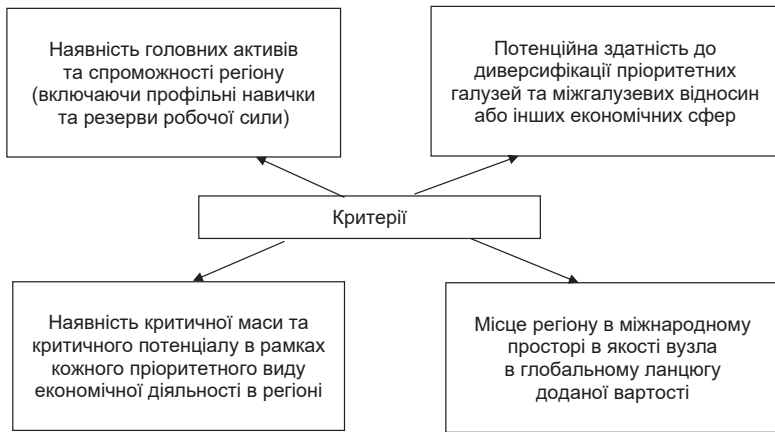 Наявність головних активів
та спроможності регіону
(включаючи профільні навички
та резерви робочої сили)
Потенційна здатність до
диверсифікації пріоритетних
галузей та міжгалузевих відносин
або інших економічних сфер
Критерії
Наявність критичної маси та
критичного потенціалу в рамках
кожного пріоритетного виду
економічної діяльності в регіоні
Місце регіону в міжнародному
просторі в якості вузла
в глобальному ланцюгу
доданої вартості